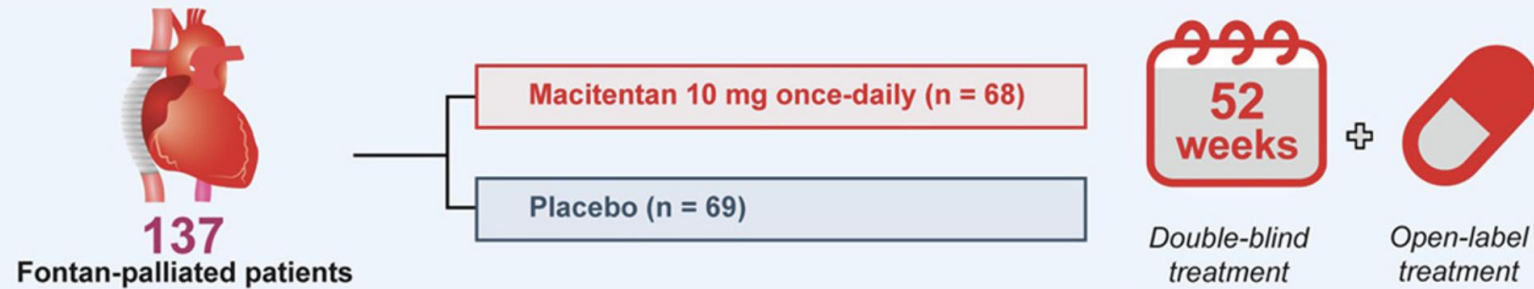 137
Fontan-palliated patients
Macitentan 10 mg once-daily (n = 68)
Placebo (n = 69)
52
weeks
Double-blind
treatment
Open-label
treatment